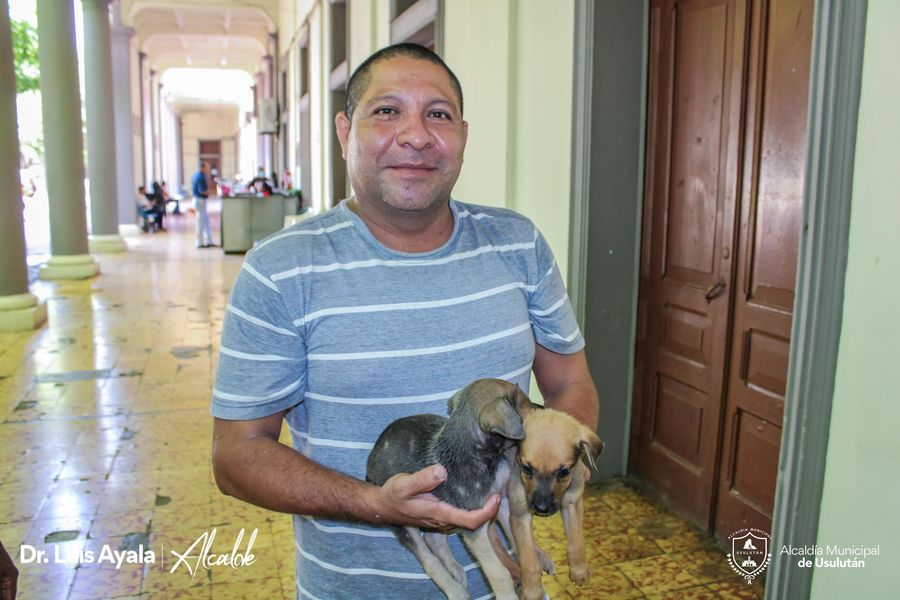 Dr. Luis Ayala | Alcalde
Alcaldía Municipal
de Usulután